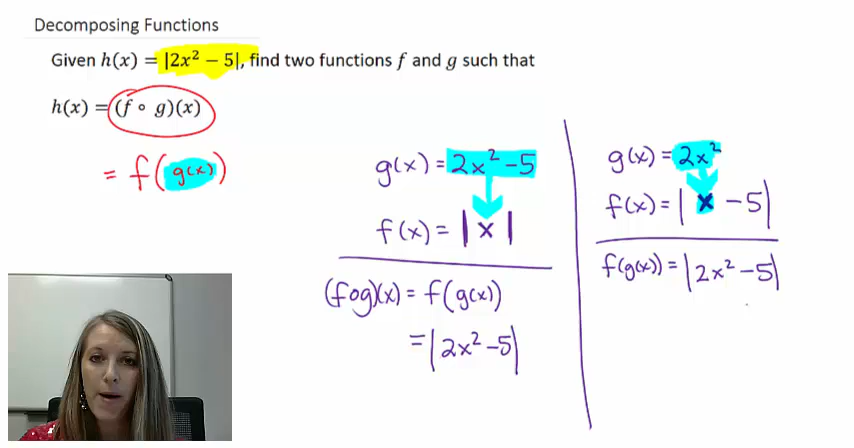 Decomposing Functions
Given h(x) = |2x² − 5|, find two functions f and g such that
h(x) = (f ∘ g)(x)
= f(g(x))
g(x) = 2x² − 5
f(x) = |x|
(f∘g)(x) = f(g(x))
= |2x² − 5|
g(x) = 2x²
f(x) = |x − 5|
f(g(x)) = |2x² − 5|